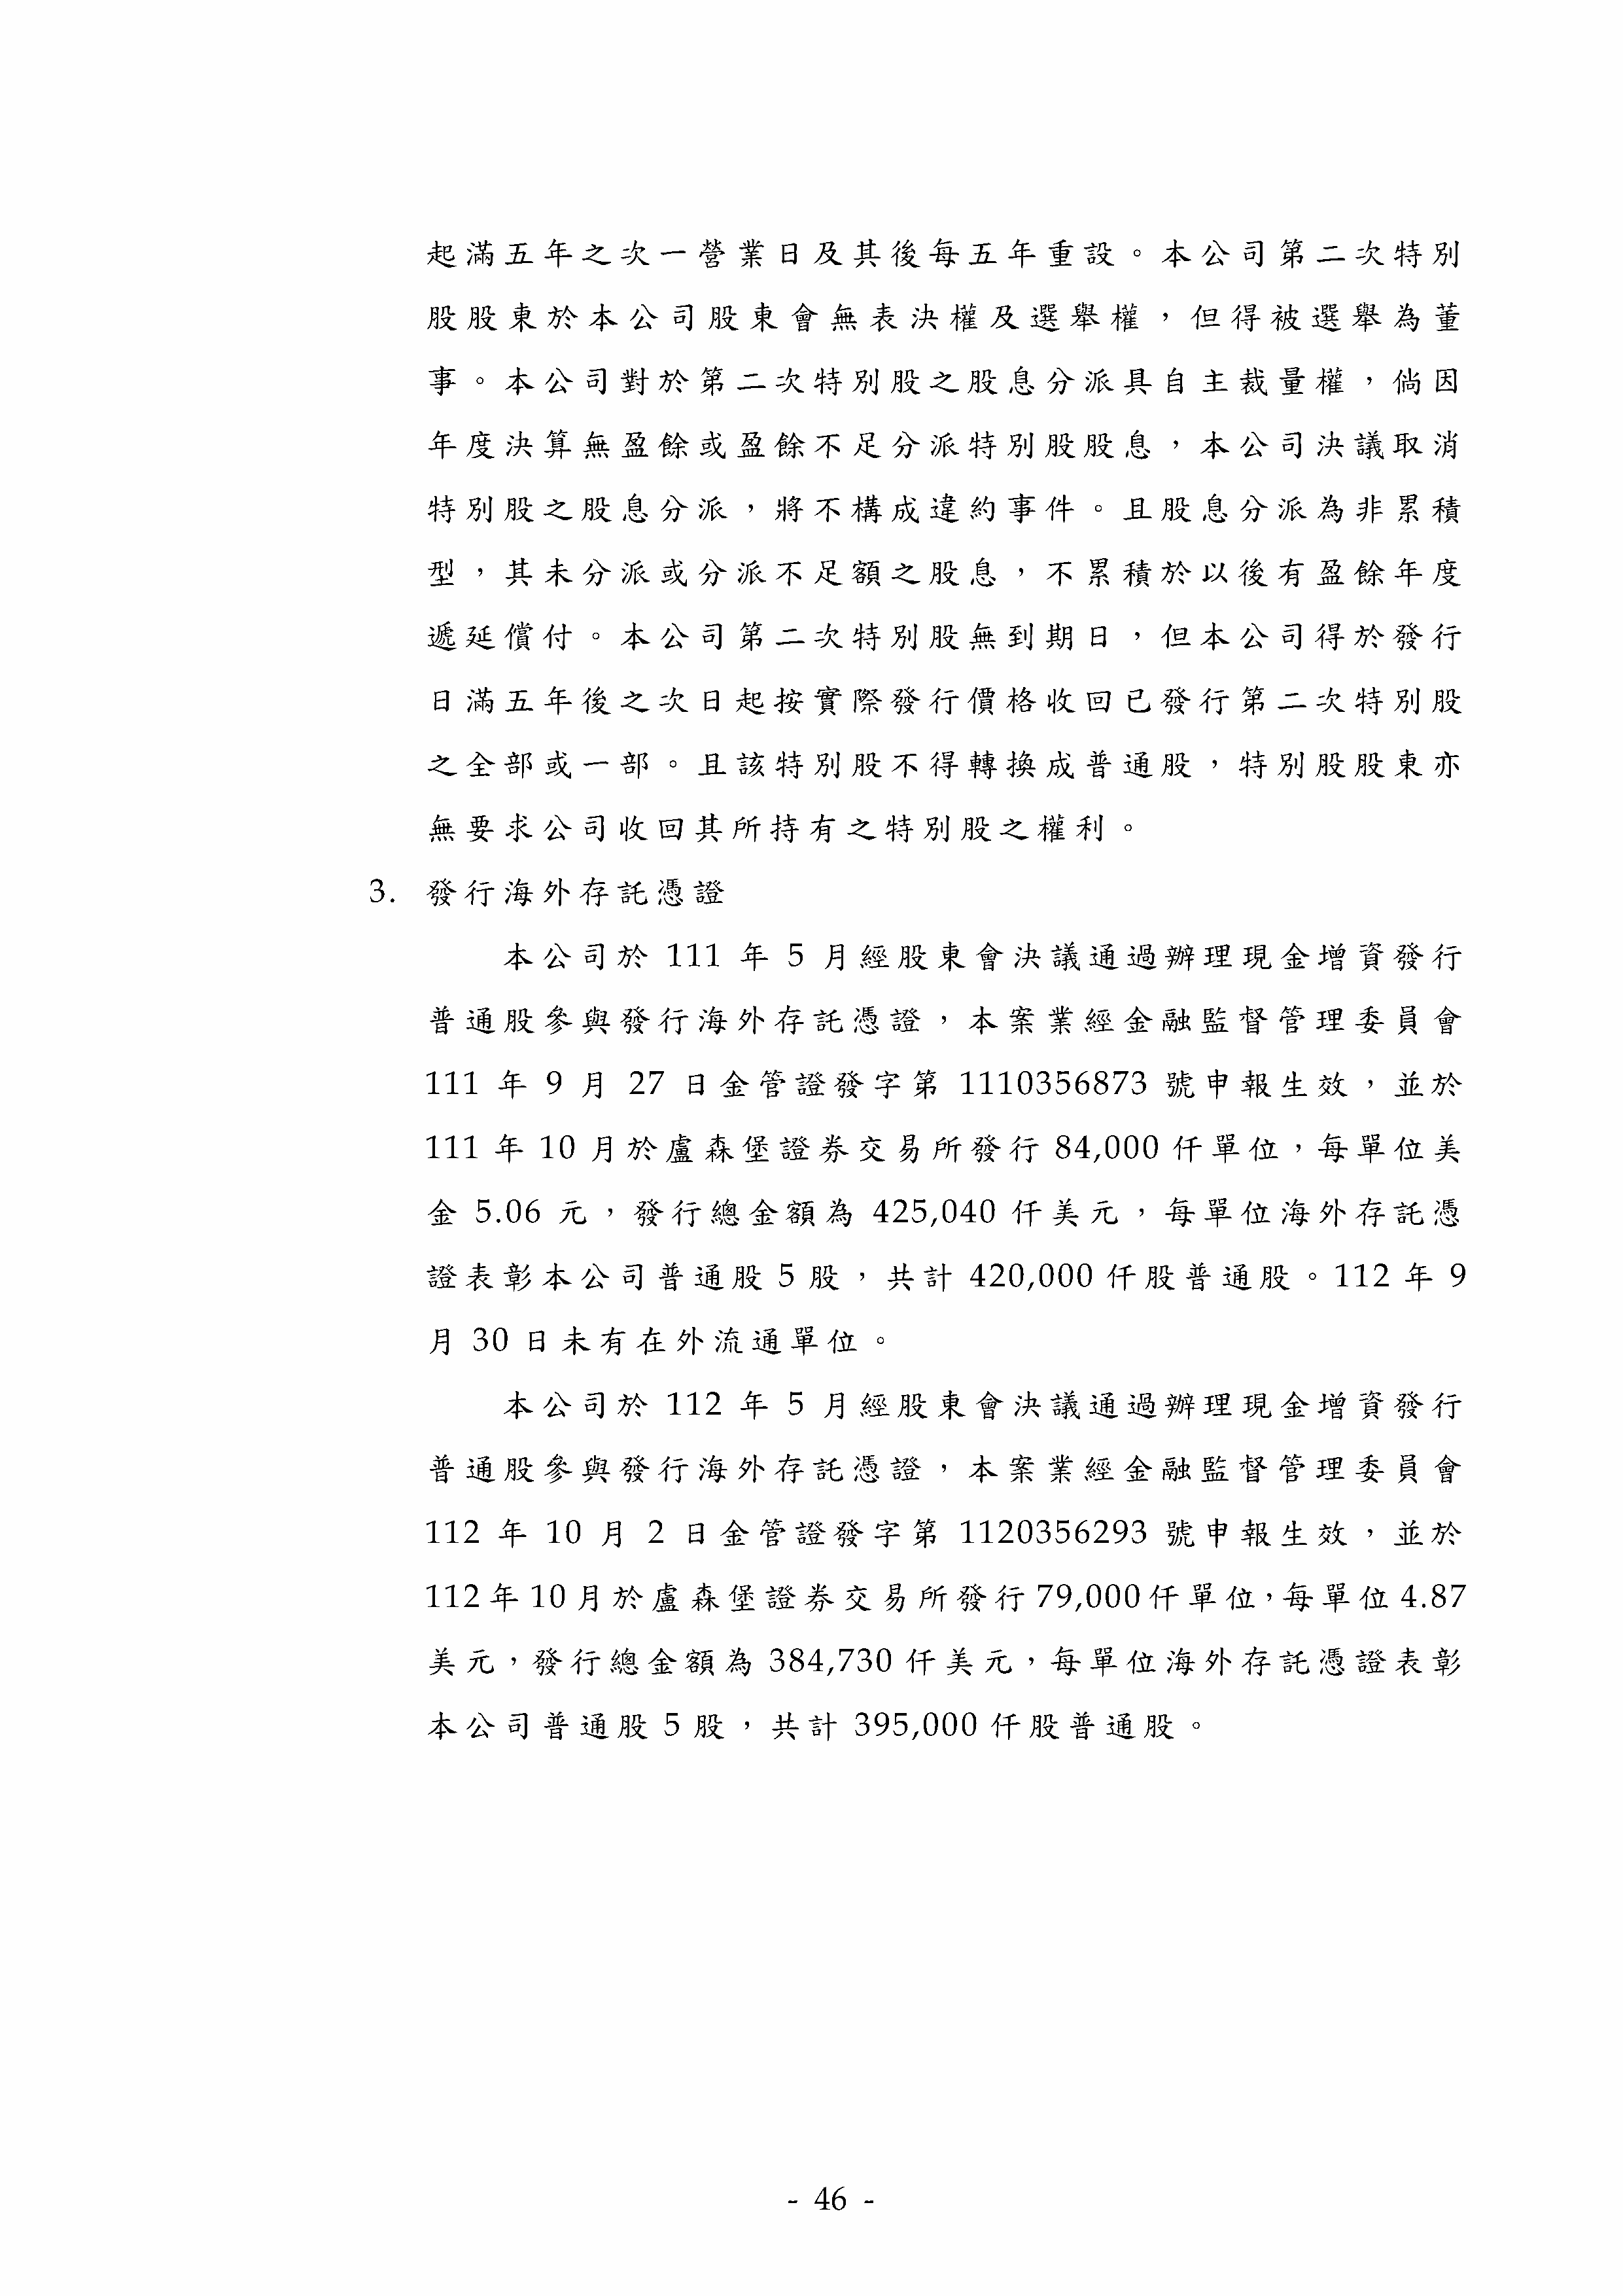 起滿五年之次一營業日及其後每五年重設。本公司第二次特別
股股東於本公司股東會無表決權及選舉權，但得被選舉為董
事。本公司對於第二次特別股之股息分派具自主裁量權，倘因
年度決算無盈餘或盈餘不足分派特別股股息，本公司決議取消
特別股之股息分派，將不構成違約事件。且股息分派為非累積
型，其未分派或分派不足額之股息，不累積於以後有盈餘年度
遞延償付。本公司第二次特別股無到期日，但本公司得於發行
日滿五年後之次日起按實際發行價格收回已發行第二次特別股
之全部或一部。且該特別股不得轉換成普通股，特別股股東亦
無要求公司收回其所持有之特別股之權利。
3. 發行海外存託憑證
本公司於 111 年 5 月經股東會決議通過辦理現金增資發行
普通股參與發行海外存託憑證，本案業經金融監督管理委員會
111 年 9 月 27 日金管證發字第 1110356873 號申報生效，並於
111 年 10 月於盧森堡證券交易所發行 84,000 仟單位，每單位美
金 5.06 元，發行總金額為 425,040 仟美元，每單位海外存託憑
證表彰本公司普通股 5 股，共計 420,000 仟股普通股。112 年 9
月 30 日未有在外流通單位。
本公司於 112 年 5 月經股東會決議通過辦理現金增資發行
普通股參與發行海外存託憑證，本案業經金融監督管理委員會
112 年 10 月 2 日金管證發字第 1120356293 號申報生效，並於
112 年 10 月於盧森堡證券交易所發行 79,000 仟單位，每單位 4.87
美元，發行總金額為 384,730 仟美元，每單位海外存託憑證表彰
本公司普通股 5 股，共計 395,000 仟股普通股。
- 46 -